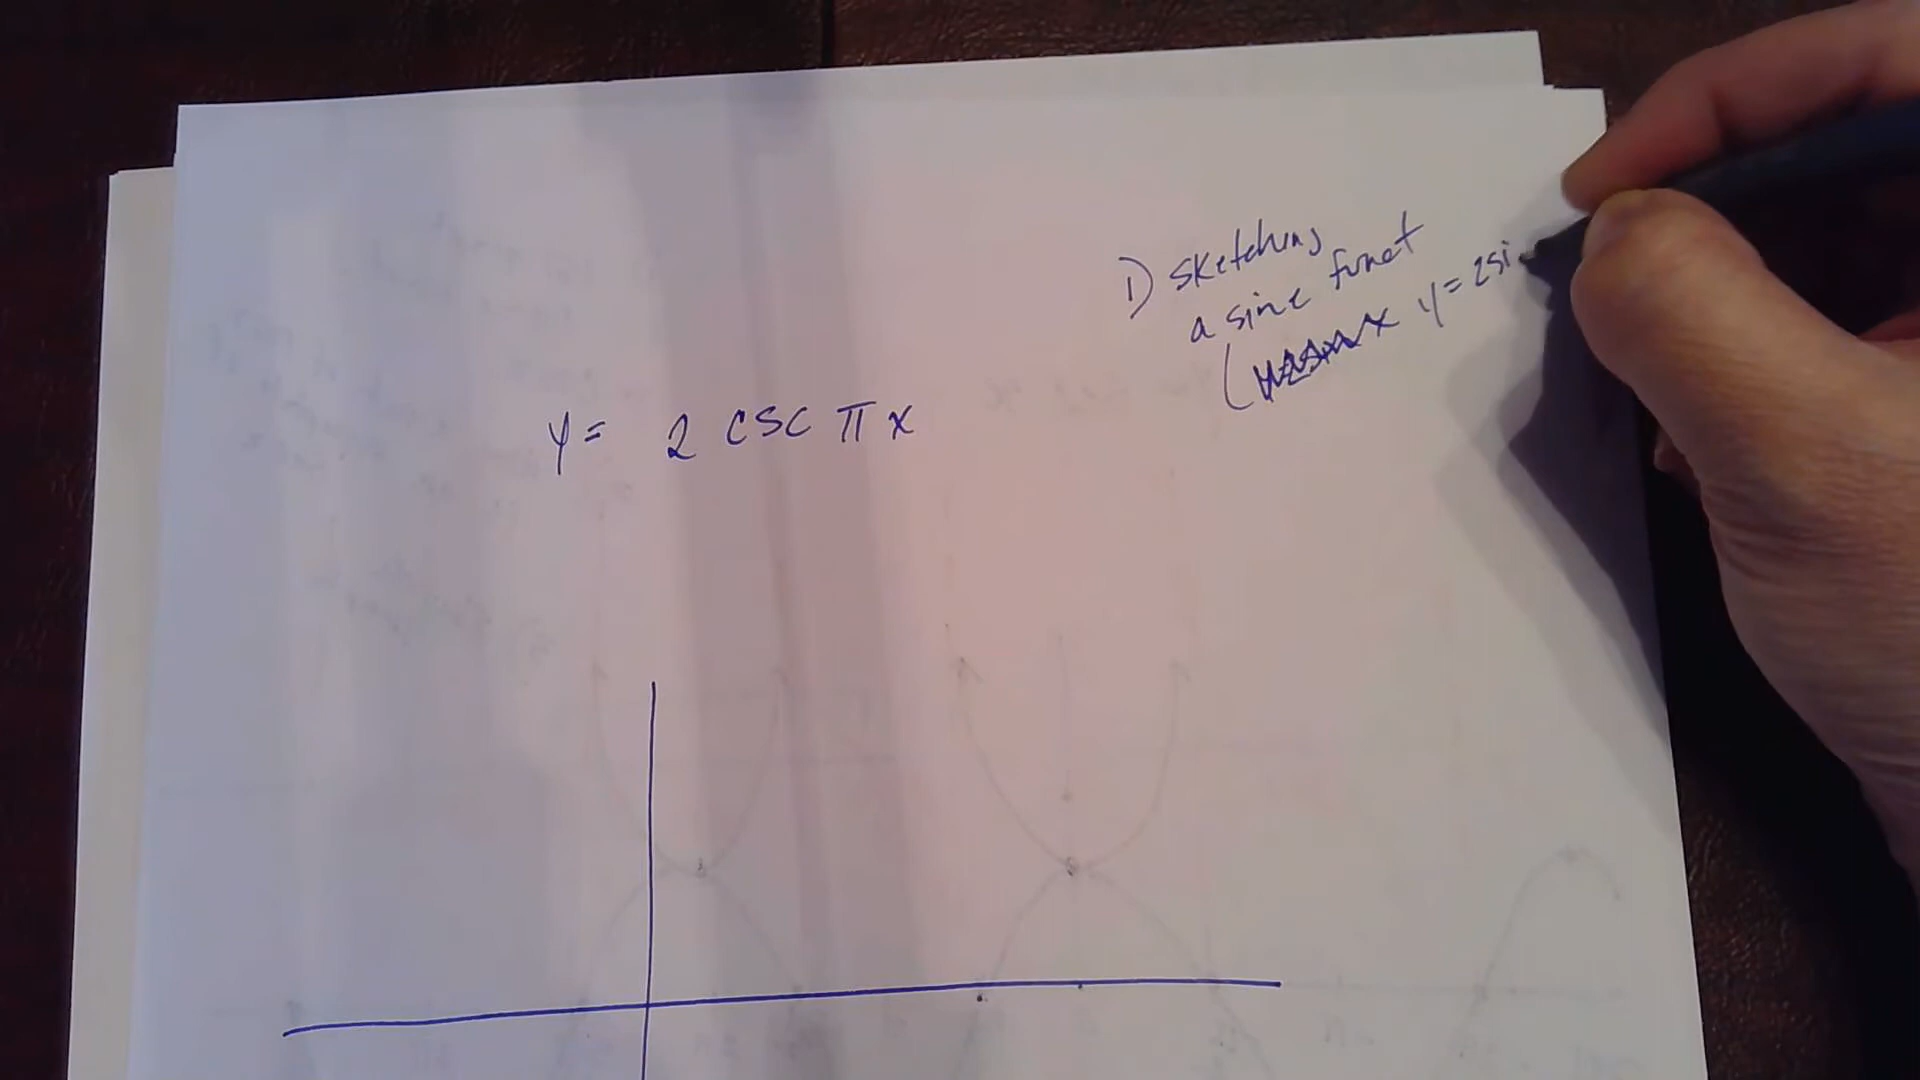 1) sketching
a sine funct
( y = 2si
y = 2 csc π x